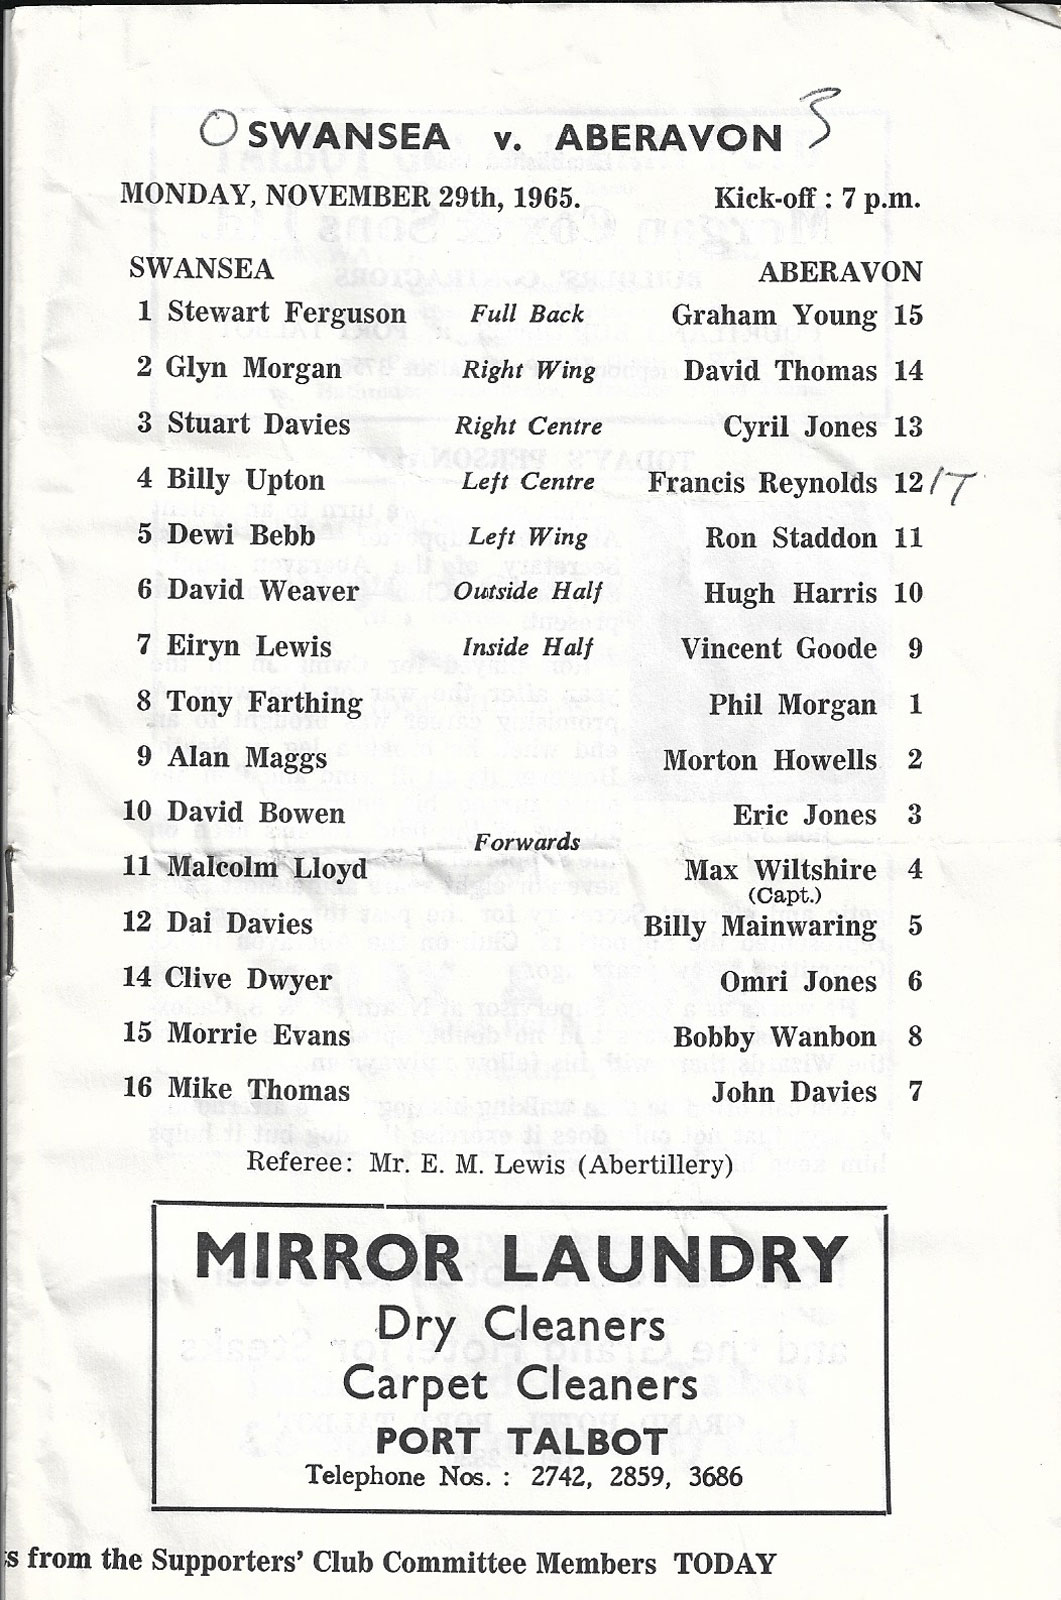 O SWANSEA v. ABERAVON 3
MONDAY, NOVEMBER 29th, 1965. Kick-off : 7 p.m.
SWANSEA ABERAVON
1 Stewart Ferguson Full Back Graham Young 15
2 Glyn Morgan Right Wing David Thomas 14
3 Stuart Davies Right Centre Cyril Jones 13
4 Billy Upton Left Centre Francis Reynolds 12 1T
5 Dewi Bebb Left Wing Ron Staddon 11
6 David Weaver Outside Half Hugh Harris 10
7 Eiryn Lewis Inside Half Vincent Goode 9
8 Tony Farthing Phil Morgan 1
9 Alan Maggs Morton Howells 2
10 David Bowen Eric Jones 3
Forwards
11 Malcolm Lloyd Max Wiltshire 4
(Capt.)
12 Dai Davies Billy Mainwaring 5
14 Clive Dwyer Omri Jones 6
15 Morrie Evans Bobby Wanbon 8
16 Mike Thomas John Davies 7
Referee: Mr. E. M. Lewis (Abertillery)
MIRROR LAUNDRY
Dry Cleaners
Carpet Cleaners
PORT TALBOT
Telephone Nos. : 2742, 2859, 3686
from the Supporters' Club Committee Members TODAY